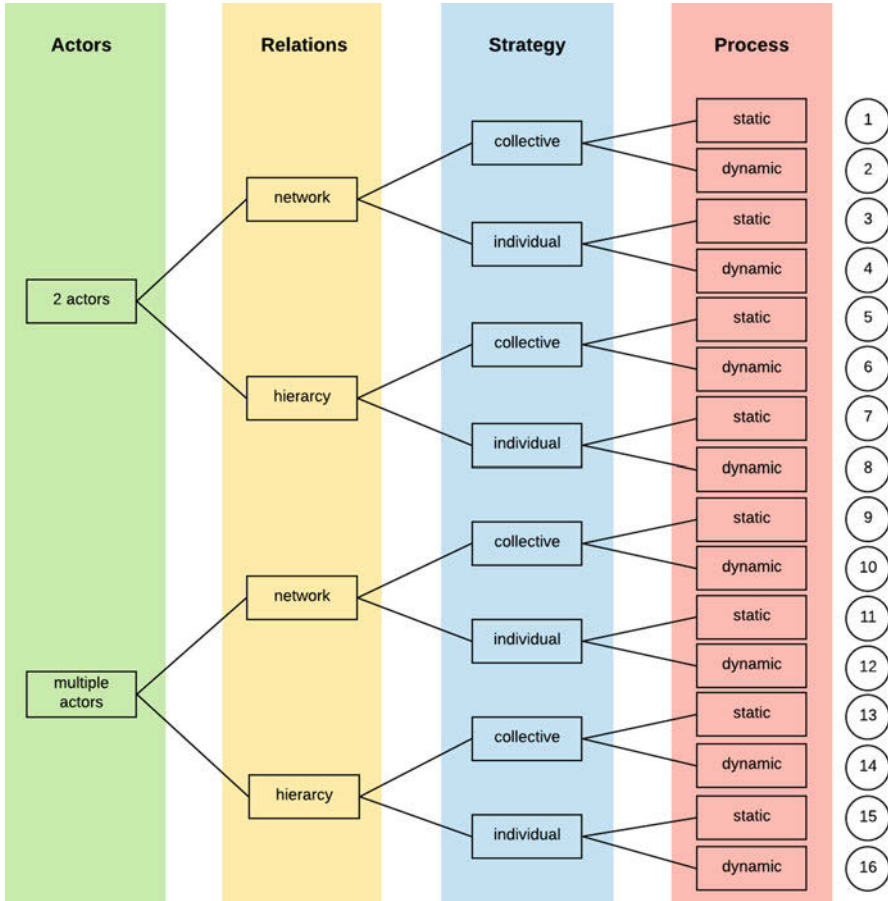 Actors Relations Strategy Process
static 1
collective
dynamic 2
network
static 3
individual
dynamic 4
2 actors
static 5
collective
dynamic 6
hierarcy
static 7
individual
dynamic 8
static 9
collective
dynamic 10
network
static 11
individual
dynamic 12
multiple
actors
static 13
collective
dynamic 14
hierarcy
static 15
individual
dynamic 16